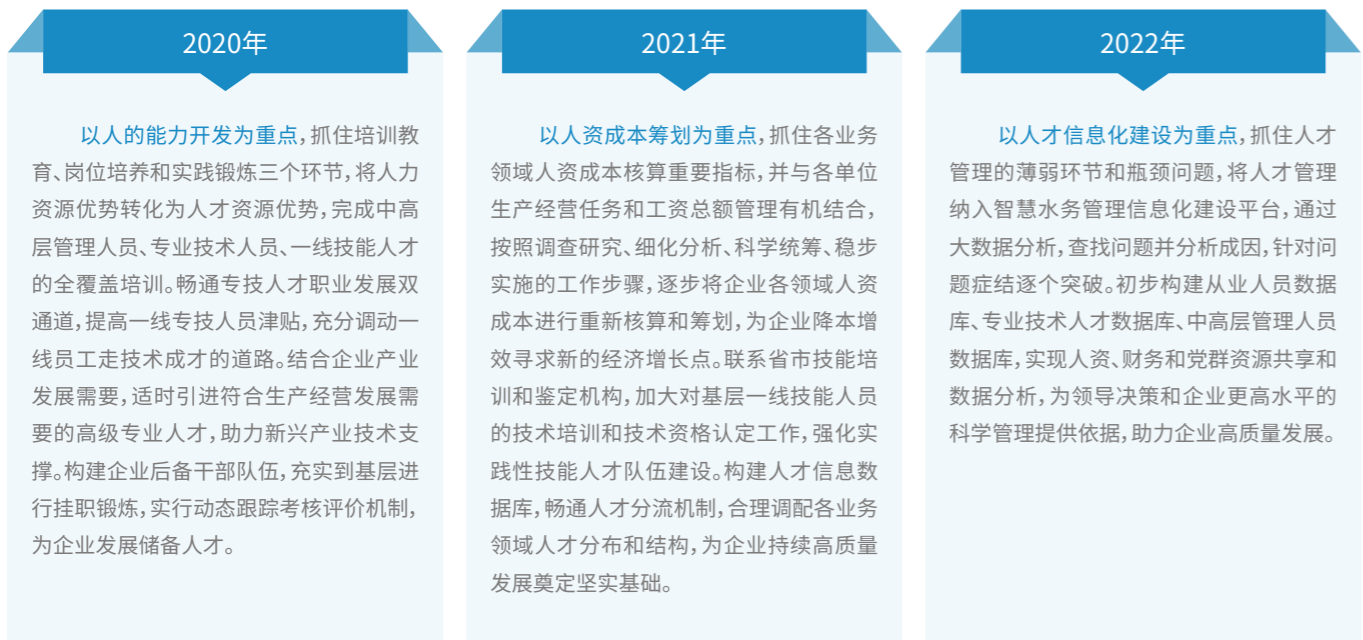 2020年
以人的能力开发为重点，抓住培训教
育、岗位培养和实践锻炼三个环节，将人力
资源优势转化为人才资源优势，完成中高
层管理人员、专业技术人员、一线技能人才
的全覆盖培训。畅通专技人才职业发展双
通道，提高一线专技人员津贴，充分调动一
线员工走技术成才的道路。结合企业产业
发展需要，适时引进符合生产经营发展需
要的高级专业人才，助力新兴产业技术支
撑。构建企业后备干部队伍，充实到基层进
行挂职锻炼，实行动态跟踪考核评价机制，
为企业发展储备人才。
2021年
以人资成本筹划为重点，抓住各业务
领域人资成本核算重要指标，并与各单位
生产经营任务和工资总额管理有机结合，
按照调查研究、细化分析、科学统筹、稳步
实施的工作步骤，逐步将企业各领域人资
成本进行重新核算和筹划，为企业降本增
效寻求新的经济增长点。联系省市技能培
训和鉴定机构，加大对基层一线技能人员
的技术培训和技术资格认定工作，强化实
践性技能人才队伍建设。构建人才信息数
据库，畅通人才分流机制，合理调配各业务
领域人才分布和结构，为企业持续高质量
发展奠定坚实基础。
2022年
以人才信息化建设为重点，抓住人才
管理的薄弱环节和瓶颈问题，将人才管理
纳入智慧水务管理信息化建设平台，通过
大数据分析，查找问题并分析成因，针对问
题症结逐个突破。初步构建从业人员数据
库、专业技术人才数据库、中高层管理人员
数据库，实现人资、财务和党群资源共享和
数据分析，为领导决策和企业更高水平的
科学管理提供依据，助力企业高质量发展。